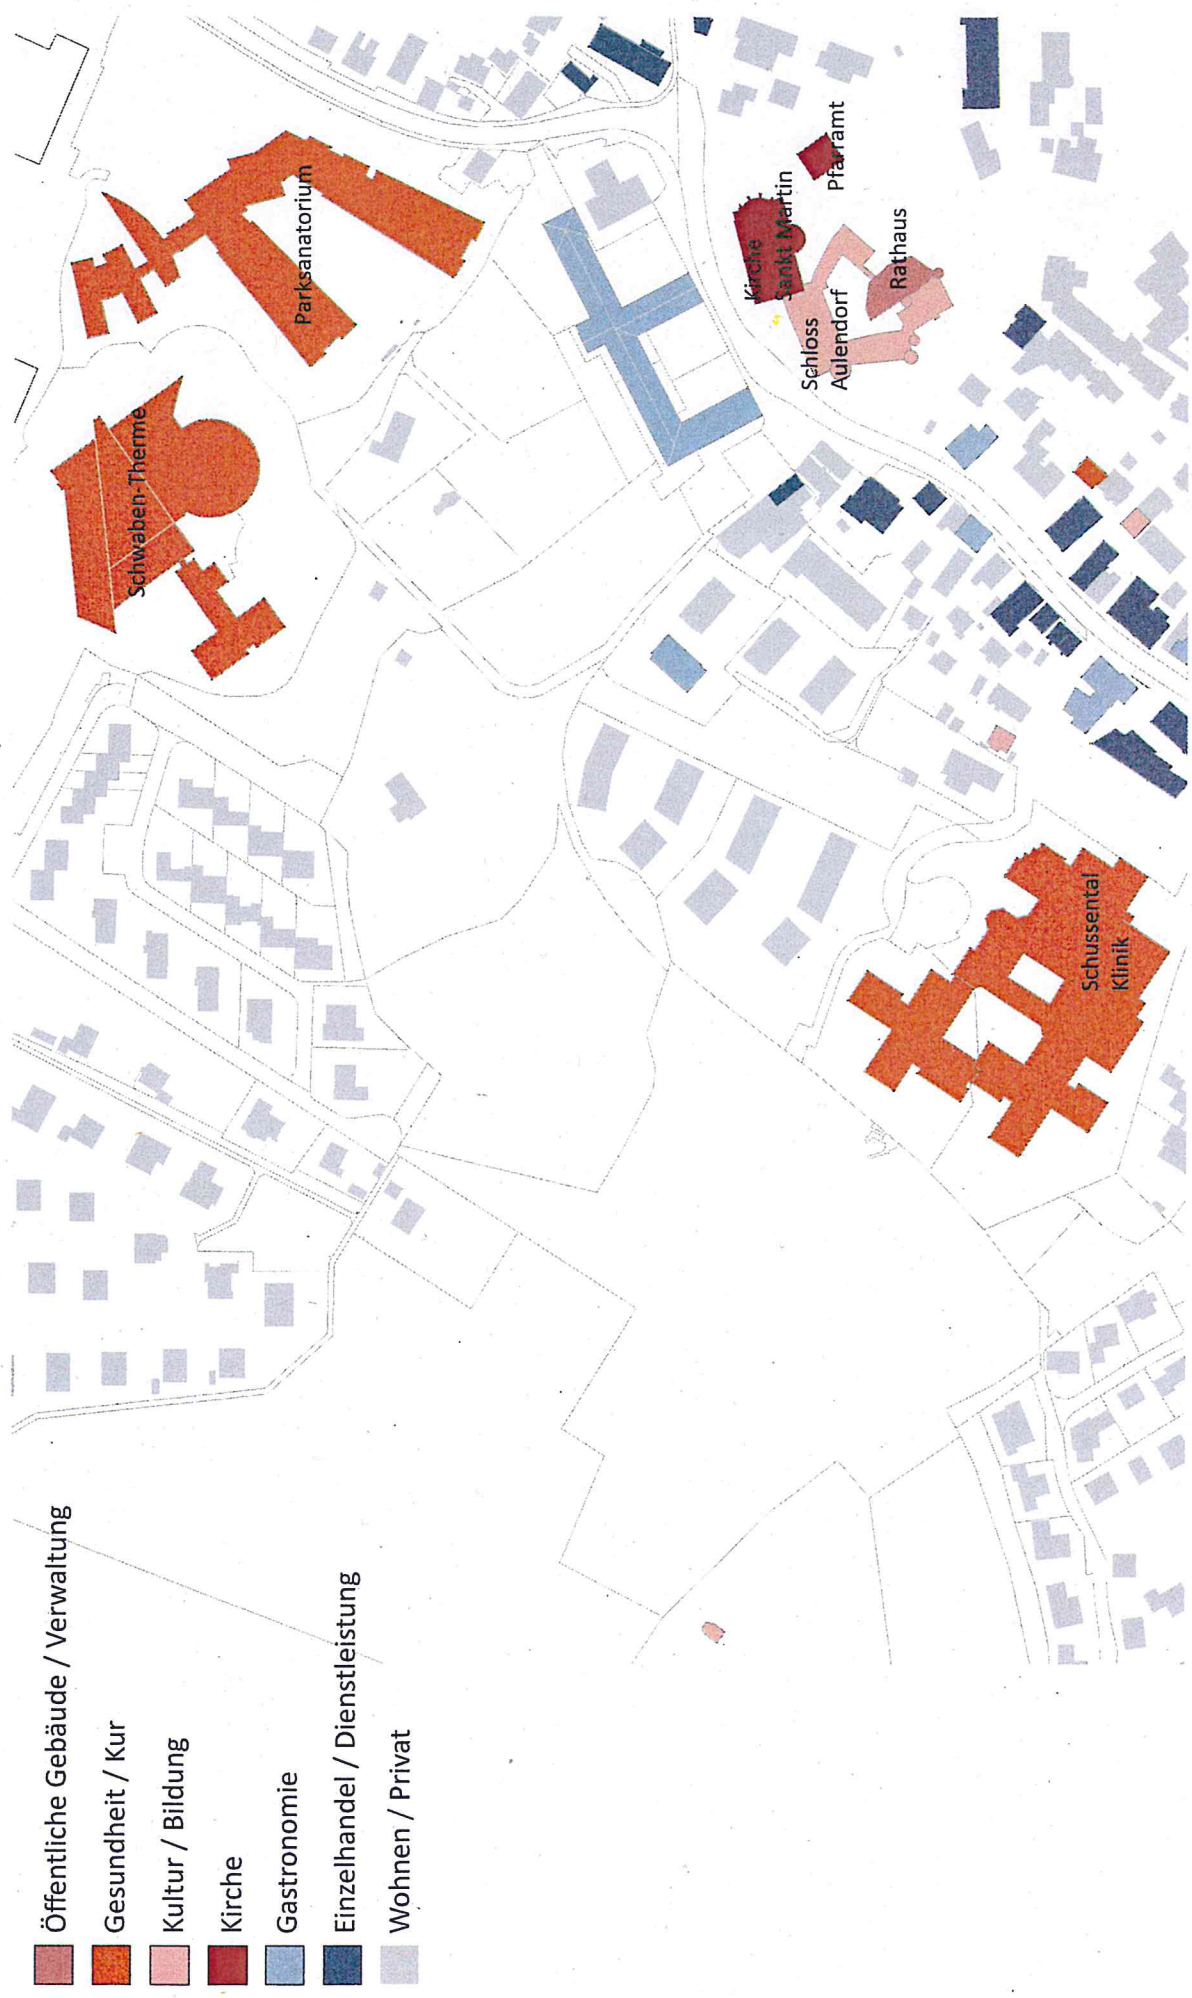 Öffentliche Gebäude / Verwaltung
Gesundheit / Kur
Kultur / Bildung
Kirche
Gastronomie
Einzelhandel / Dienstleistung
Wohnen / Privat
Schwaben-Therme
Parksanatorium
Kirche
Sankt Martin
Pfarramt
Schloss
Aulendorf
Rathaus
Schussental
Klinik